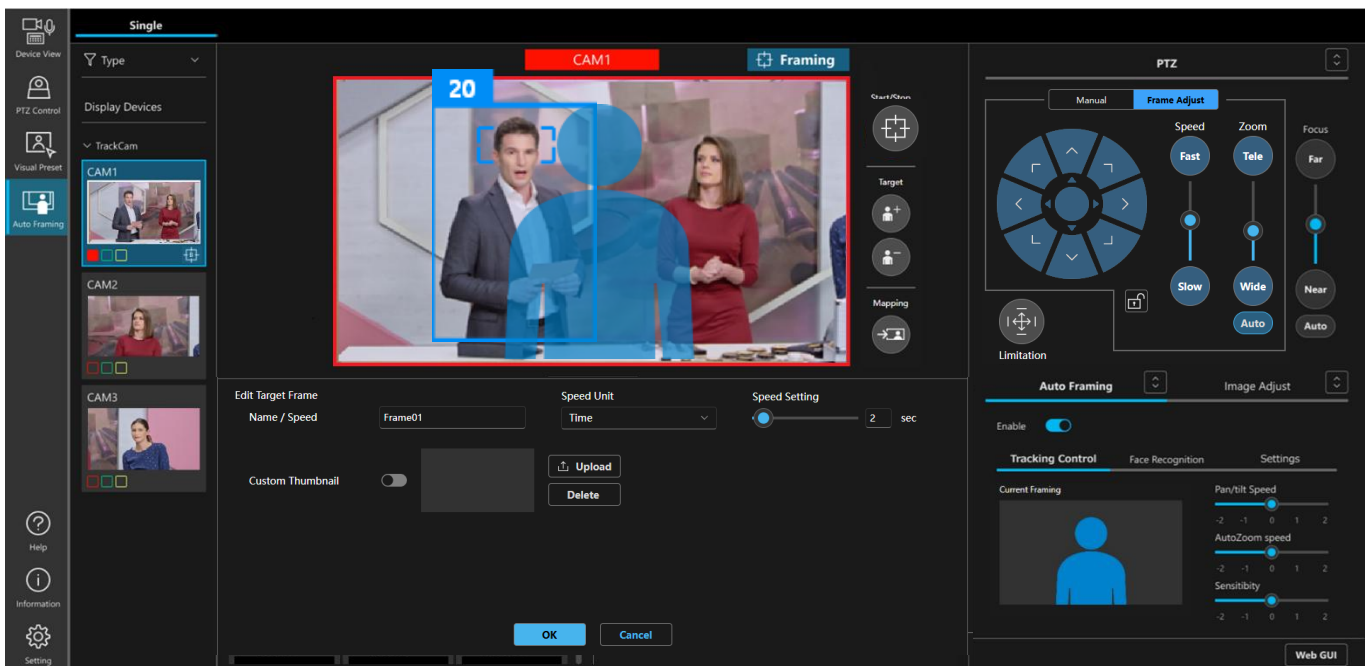 Single
Device View
PTZ Control
Visual Preset
Auto Framing
Help
Information
Setting
Type
Display Devices
TrackCam
CAM1
CAM2
CAM3
CAM1
Framing
20
Start/Stop
Target
Mapping
Edit Target Frame
Name / Speed
Frame01
Speed Unit
Time
Speed Setting
2 sec
Custom Thumbnail
Upload
Delete
OK
Cancel
PTZ
Manual
Frame Adjust
Speed
Zoom
Focus
Fast
Tele
Far
Slow
Wide
Near
Auto
Auto
Limitation
Auto Framing
Image Adjust
Enable
Tracking Control
Face Recognition
Settings
Current Framing
Pan/tilt Speed
-2 -1 0 1 2
AutoZoom speed
-2 -1 0 1 2
Sensitibity
-2 -1 0 1 2
Web GUI